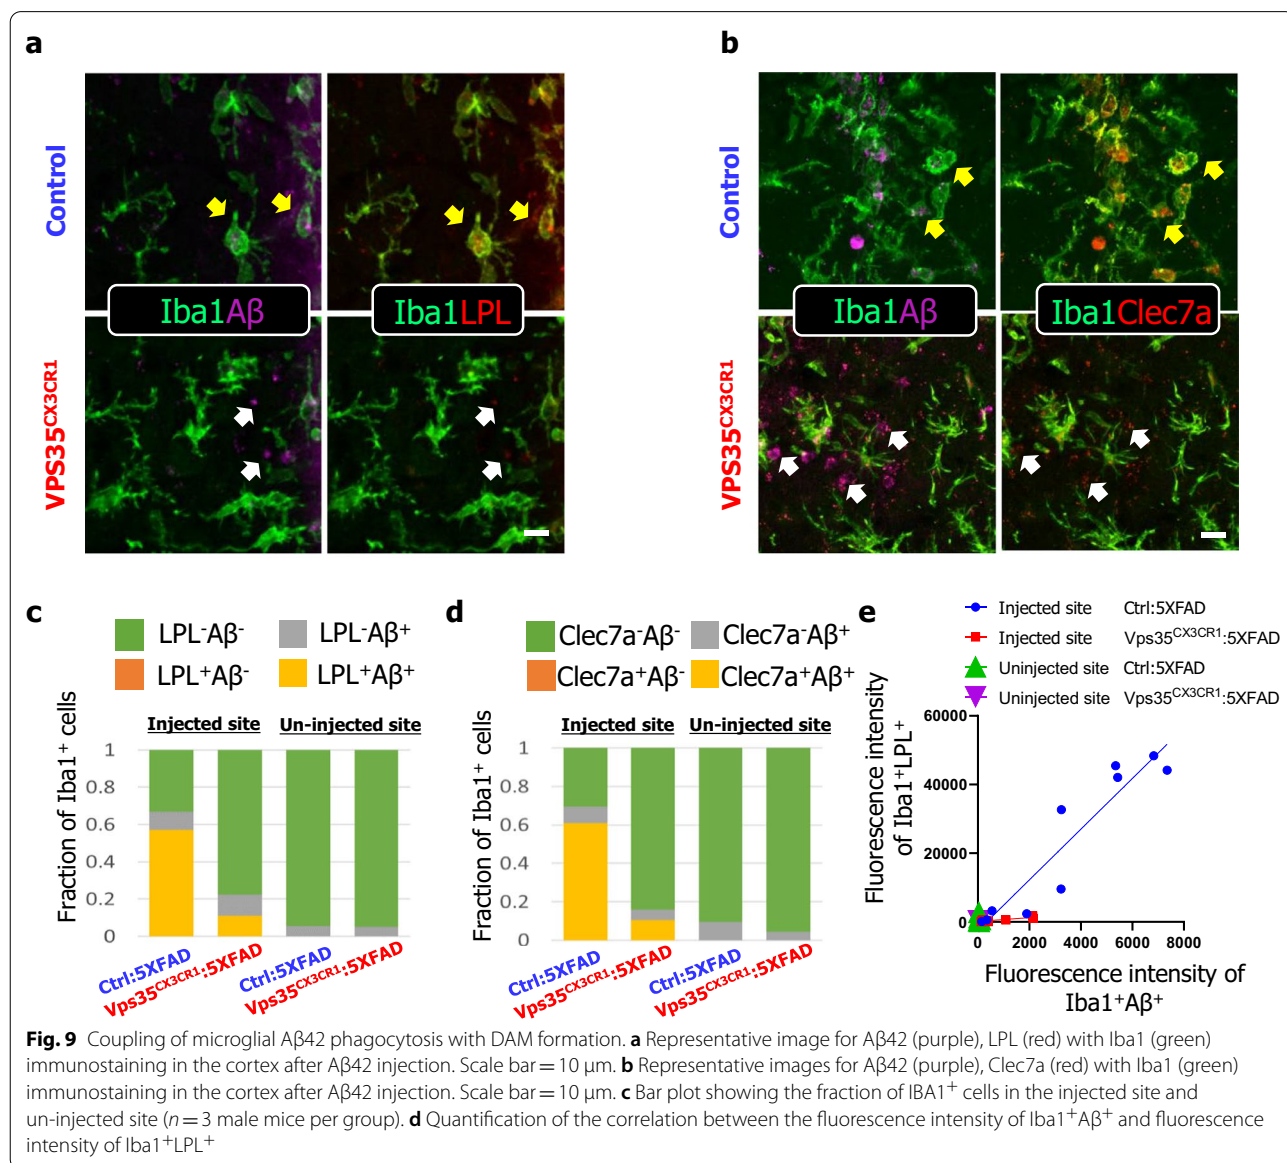 a
b
Control
Iba1Aβ
Iba1LPL
VPS35CX3CR1
Control
Iba1Aβ
Iba1Clec7a
VPS35CX3CR1
c
LPL-Aβ-
LPL-Aβ+
LPL+Aβ-
LPL+Aβ+
Injected site
Un-injected site
Fraction of Iba1+ cells
1
0.8
0.6
0.4
0.2
0
Ctrl:5XFAD
Vps35CX3CR1:5XFAD
Ctrl:5XFAD
Vps35CX3CR1:5XFAD
d
Clec7a-Aβ-
Clec7a-Aβ+
Clec7a+Aβ-
Clec7a+Aβ+
Injected site
Un-injected site
Fraction of Iba1+ cells
1
0.8
0.6
0.4
0.2
0
Ctrl:5XFAD
Vps35CX3CR1:5XFAD
Ctrl:5XFAD
Vps35CX3CR1:5XFAD
e
Injected site Ctrl:5XFAD
Injected site Vps35CX3CR1:5XFAD
Uninjected site Ctrl:5XFAD
Uninjected site Vps35CX3CR1:5XFAD
Fluorescence intensity
of Iba1+LPL+
60000
40000
20000
0
0 2000 4000 6000 8000
Fluorescence intensity of
Iba1+Aβ+
Fig. 9 Coupling of microglial Aβ42 phagocytosis with DAM formation. a Representative image for Aβ42 (purple), LPL (red) with Iba1 (green)
immunostaining in the cortex after Aβ42 injection. Scale bar = 10 μm. b Representative images for Aβ42 (purple), Clec7a (red) with Iba1 (green)
immunostaining in the cortex after Aβ42 injection. Scale bar = 10 μm. c Bar plot showing the fraction of IBA1+ cells in the injected site and
un-injected site (n = 3 male mice per group). d Quantification of the correlation between the fluorescence intensity of Iba1+Aβ+ and fluorescence
intensity of Iba1+LPL+